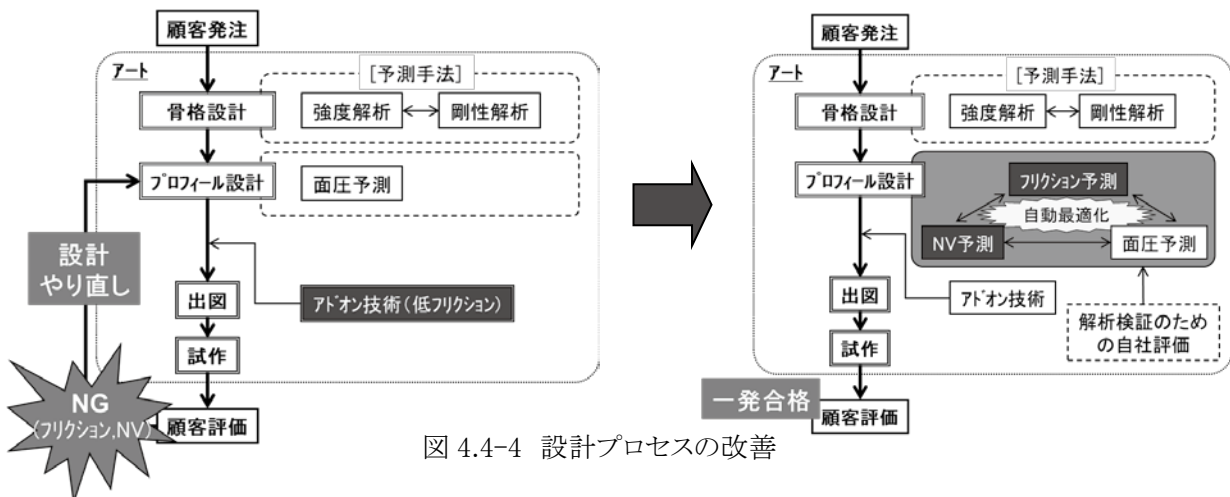 顧客発注
アート
[予測手法]
骨格設計
強度解析
剛性解析
プロフィール設計
面圧予測
設計
やり直し
出図
アドオン技術(低フリクション)
試作
NG
(フリクション,NV)
顧客評価
顧客発注
アート
[予測手法]
骨格設計
強度解析
剛性解析
プロフィール設計
フリクション予測
自動最適化
NV予測
面圧予測
出図
アドオン技術
解析検証のため
の自社評価
試作
一発合格
顧客評価
図 4.4-4 設計プロセスの改善